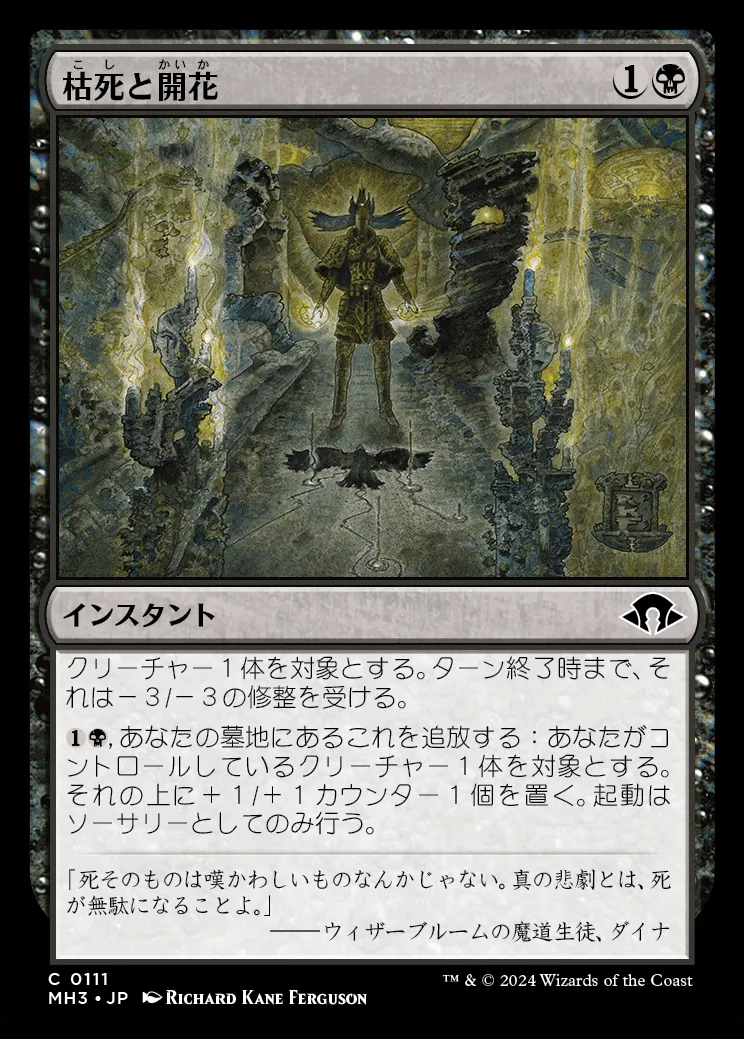 こし かいか
枯死と開花
1
インスタント
クリーチャー1体を対象とする。ターン終了時まで、そ
れは-3/-3の修整を受ける。
1, あなたの墓地にあるこれを追放する:あなたがコ
ントロールしているクリーチャー1体を対象とする。
それの上に+1/+1カウンター1個を置く。起動は
ソーサリーとしてのみ行う。
「死そのものは嘆かわしいものなんかじゃない。真の悲劇とは、死
が無駄になることよ。」
――ウィザーブルームの魔道生徒、ダイナ
C 0111
MH3 • JP RICHARD KANE FERGUSON
™ & © 2024 Wizards of the Coast
RKF